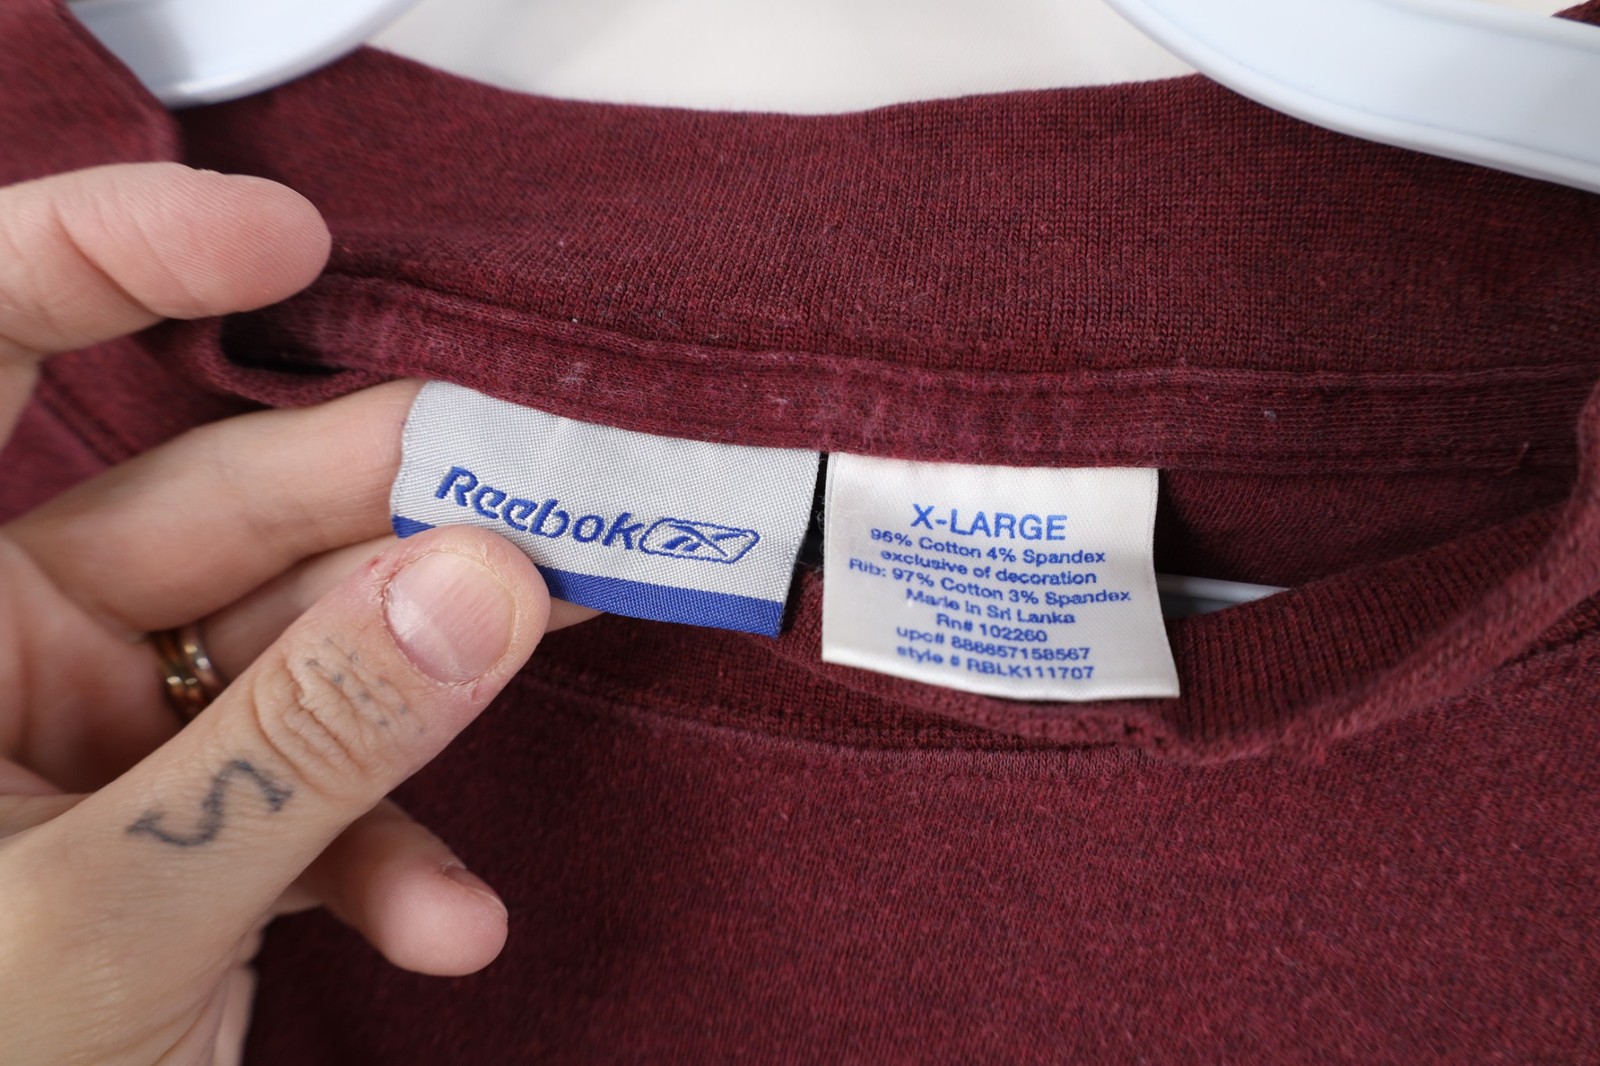 Reebok
X-LARGE
96% Cotton 4% Spandex
exclusive of decoration
Rib: 97% Cotton 3% Spandex
Made in Sri Lanka
Rn# 102260
upc# 888657158567
style # RBLK111707
S